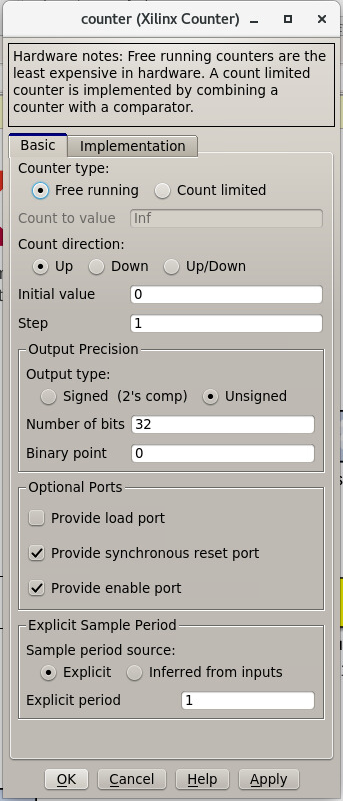 counter (Xilinx Counter)
Hardware notes: Free running counters are the
least expensive in hardware. A count limited
counter is implemented by combining a
counter with a comparator.
Basic Implementation
Counter type:
Free running Count limited
Count to value Inf
Count direction:
Up Down Up/Down
Initial value 0
Step 1
Output Precision
Output type:
Signed (2's comp) Unsigned
Number of bits 32
Binary point 0
Optional Ports
Provide load port
Provide synchronous reset port
Provide enable port
Explicit Sample Period
Sample period source:
Explicit Inferred from inputs
Explicit period 1
OK Cancel Help Apply